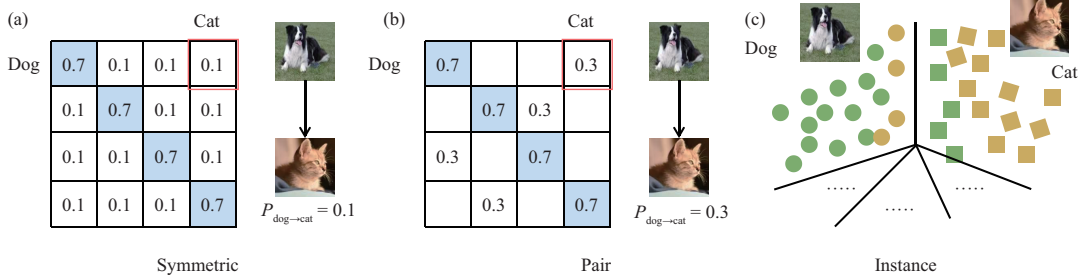 (a)
Cat
Dog
0.7 0.1 0.1 0.1
0.1 0.7 0.1 0.1
0.1 0.1 0.7 0.1
0.1 0.1 0.1 0.7
P dog→cat = 0.1
Symmetric
(b)
Cat
Dog
0.7 0.3
0.7 0.3
0.3 0.7
0.3 0.7
P dog→cat = 0.3
Pair
(c)
Dog
Cat
.....
.....
.....
Instance